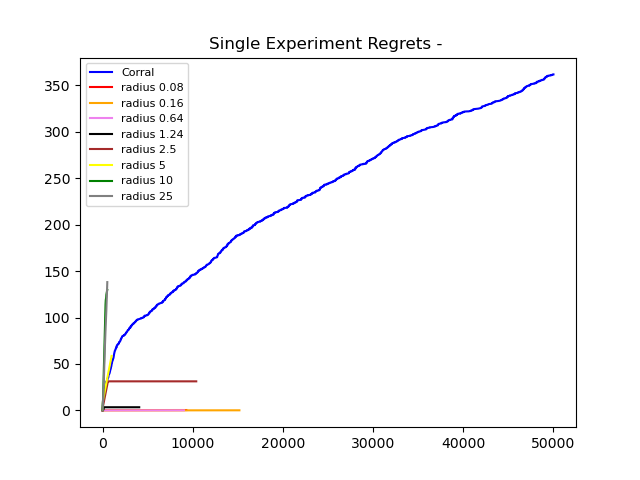 Single Experiment Regrets -
Corral
radius 0.08
radius 0.16
radius 0.64
radius 1.24
radius 2.5
radius 5
radius 10
radius 25
350
300
250
200
150
100
50
0
0 10000 20000 30000 40000 50000